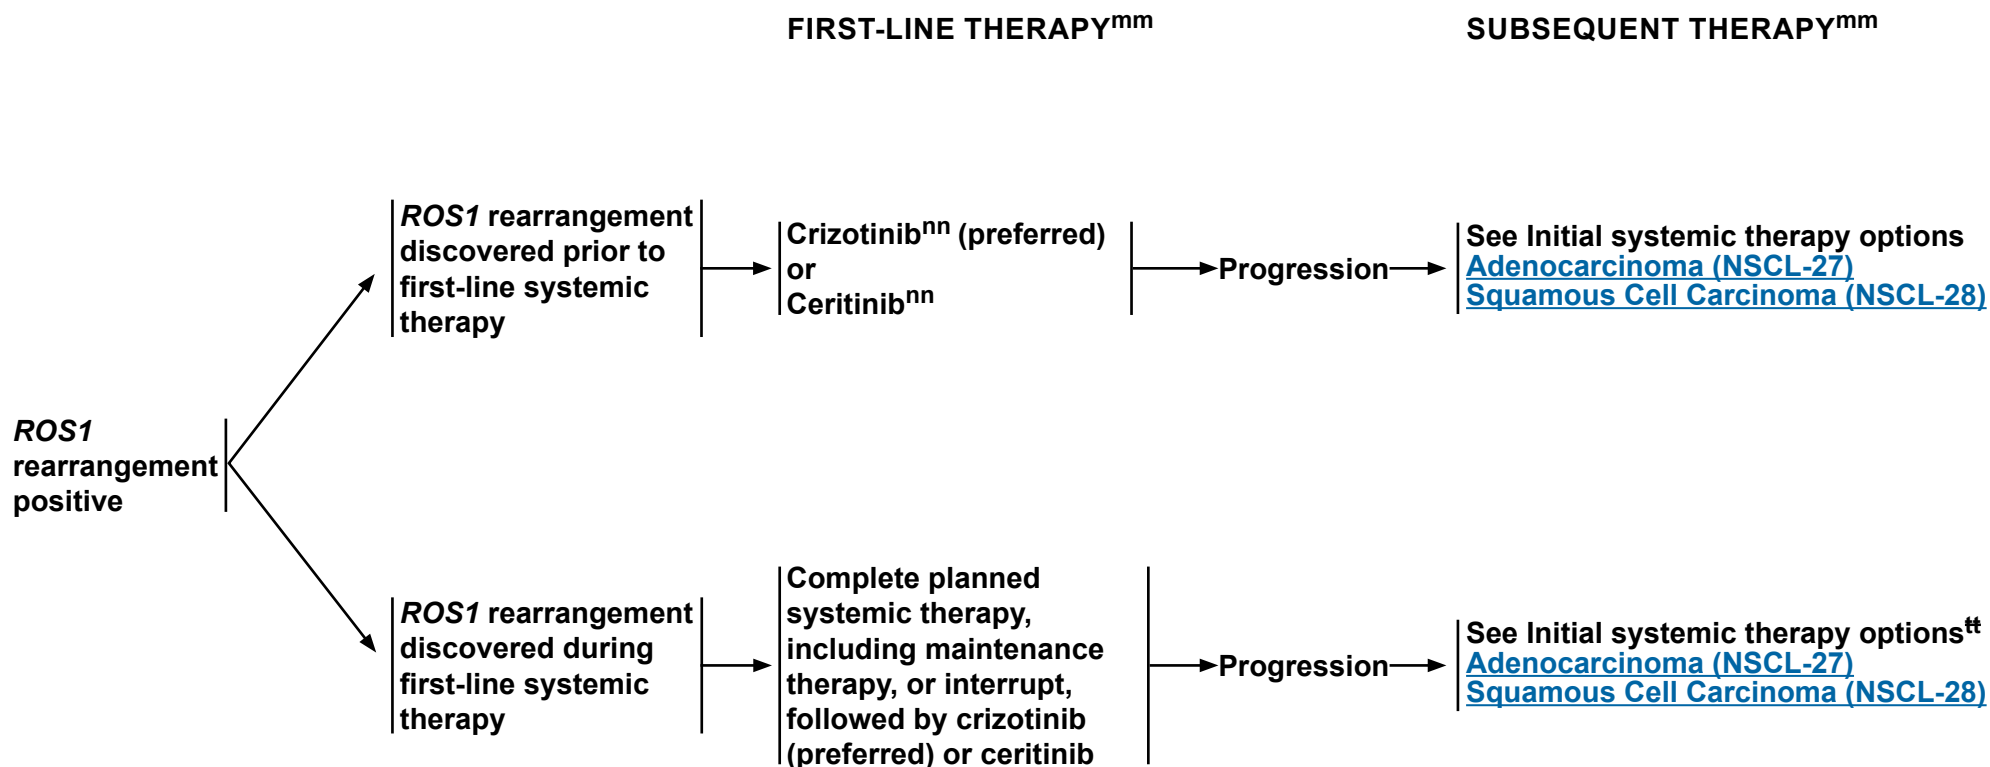 FIRST-LINE THERAPYmm
SUBSEQUENT THERAPYmm
ROS1
rearrangement
positive
ROS1 rearrangement
discovered prior to
first-line systemic
therapy
Crizotinibnn (preferred)
or
Ceritinibnn
Progression
See Initial systemic therapy options
Adenocarcinoma (NSCL-27)
Squamous Cell Carcinoma (NSCL-28)
ROS1 rearrangement
discovered during
first-line systemic
therapy
Complete planned
systemic therapy,
including maintenance
therapy, or interrupt,
followed by crizotinib
(preferred) or ceritinib
Progression
See Initial systemic therapy optionstt
Adenocarcinoma (NSCL-27)
Squamous Cell Carcinoma (NSCL-28)